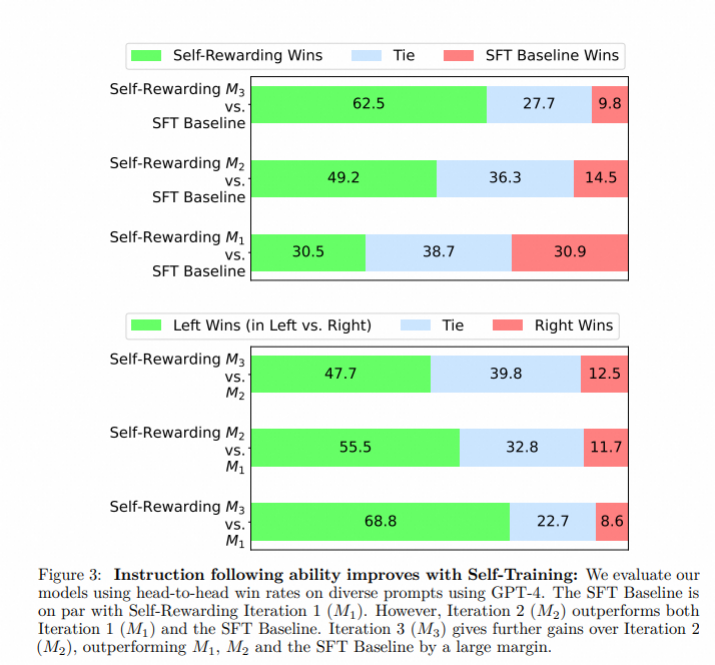 Self-Rewarding Wins Tie SFT Baseline Wins
Self-Rewarding M3
vs.
SFT Baseline
62.5 27.7 9.8
Self-Rewarding M2
vs.
SFT Baseline
49.2 36.3 14.5
Self-Rewarding M1
vs.
SFT Baseline
30.5 38.7 30.9
Left Wins (in Left vs. Right) Tie Right Wins
Self-Rewarding M3
vs.
M2
47.7 39.8 12.5
Self-Rewarding M2
vs.
M1
55.5 32.8 11.7
Self-Rewarding M3
vs.
M1
68.8 22.7 8.6
Figure 3: Instruction following ability improves with Self-Training: We evaluate our
models using head-to-head win rates on diverse prompts using GPT-4. The SFT Baseline is
on par with Self-Rewarding Iteration 1 (M1). However, Iteration 2 (M2) outperforms both
Iteration 1 (M1) and the SFT Baseline. Iteration 3 (M3) gives further gains over Iteration 2
(M2), outperforming M1, M2 and the SFT Baseline by a large margin.